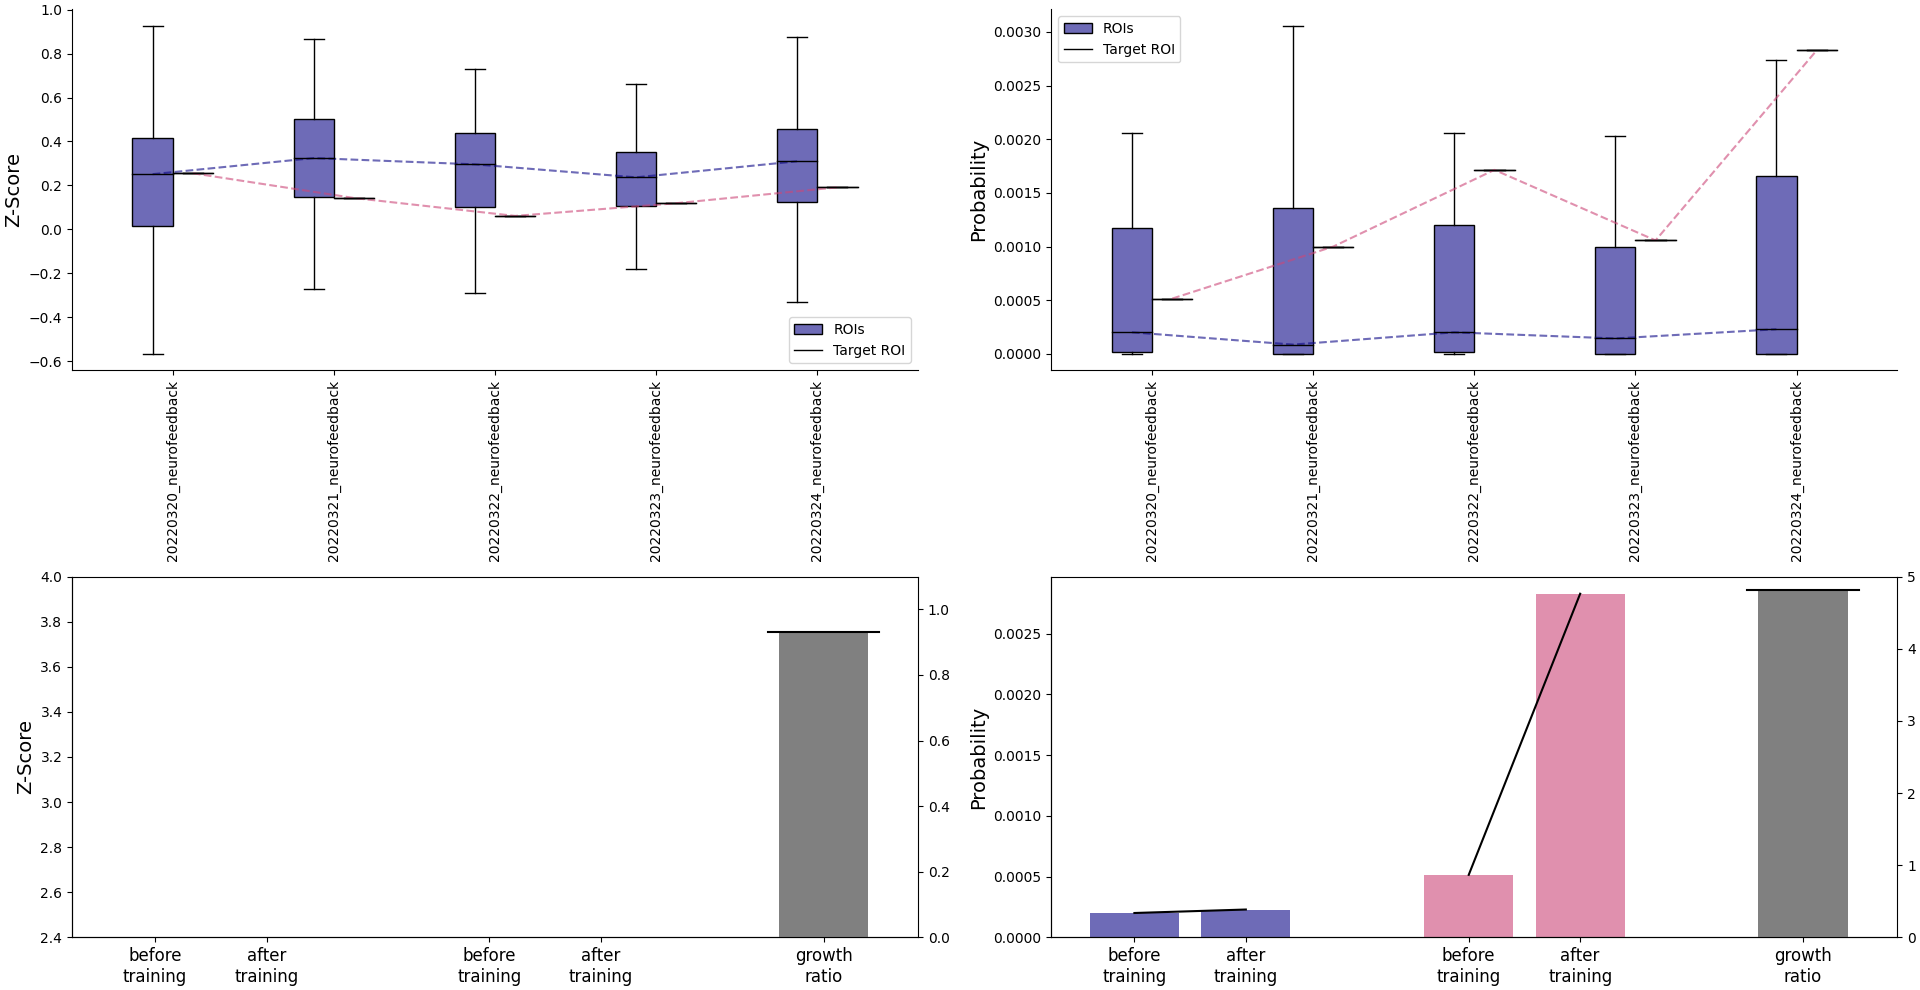 Z-Score
1.0
0.8
0.6
0.4
0.2
0.0
−0.2
−0.4
−0.6
ROIs
Target ROI
20220320_neurofeedback
20220321_neurofeedback
20220322_neurofeedback
20220323_neurofeedback
20220324_neurofeedback
Probability
0.0030
0.0025
0.0020
0.0015
0.0010
0.0005
0.0000
ROIs
Target ROI
20220320_neurofeedback
20220321_neurofeedback
20220322_neurofeedback
20220323_neurofeedback
20220324_neurofeedback
Z-Score
4.0
3.8
3.6
3.4
3.2
3.0
2.8
2.6
2.4
1.0
0.8
0.6
0.4
0.2
0.0
before
training
after
training
before
training
after
training
growth
ratio
Probability
0.0025
0.0020
0.0015
0.0010
0.0005
0.0000
5
4
3
2
1
0
before
training
after
training
before
training
after
training
growth
ratio